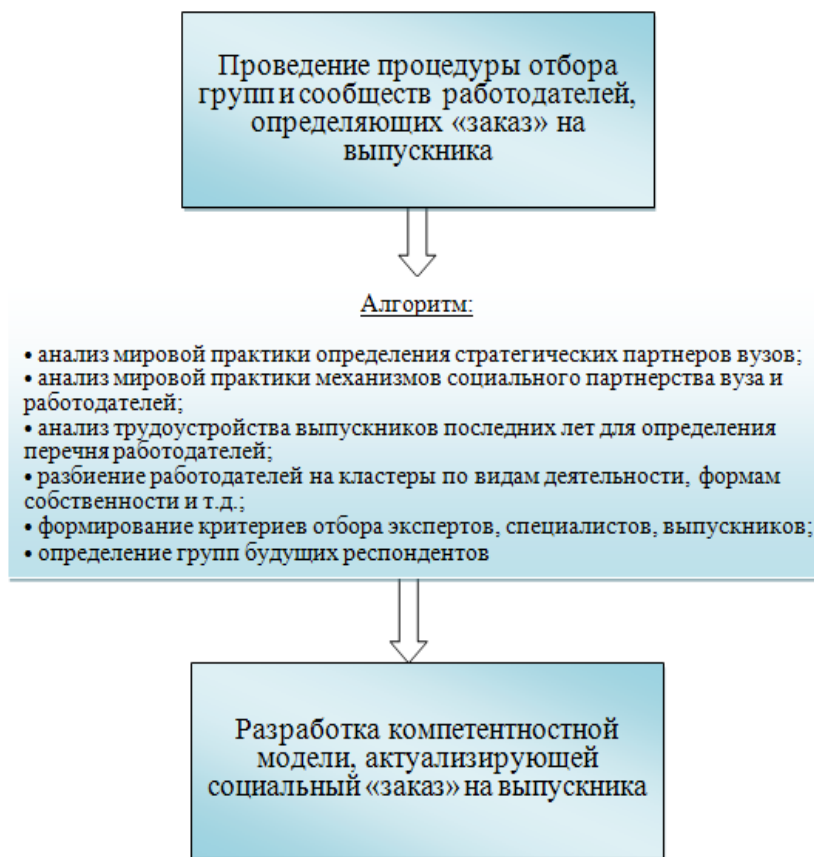 Проведение процедуры отбора
групп и сообществ работодателей,
определяющих «заказ» на
выпускника
Алгоритм:
• анализ мировой практики определения стратегических партнеров вузов;
• анализ мировой практики механизмов социального партнерства вуза и
работодателей;
• анализ трудоустройства выпускников последних лет для определения
перечня работодателей;
• разбиение работодателей на кластеры по видам деятельности, формам
собственности и т.д.;
• формирование критериев отбора экспертов, специалистов, выпускников;
• определение групп будущих респондентов
Разработка компетентностной
модели, актуализирующей
социальный «заказ» на выпускника